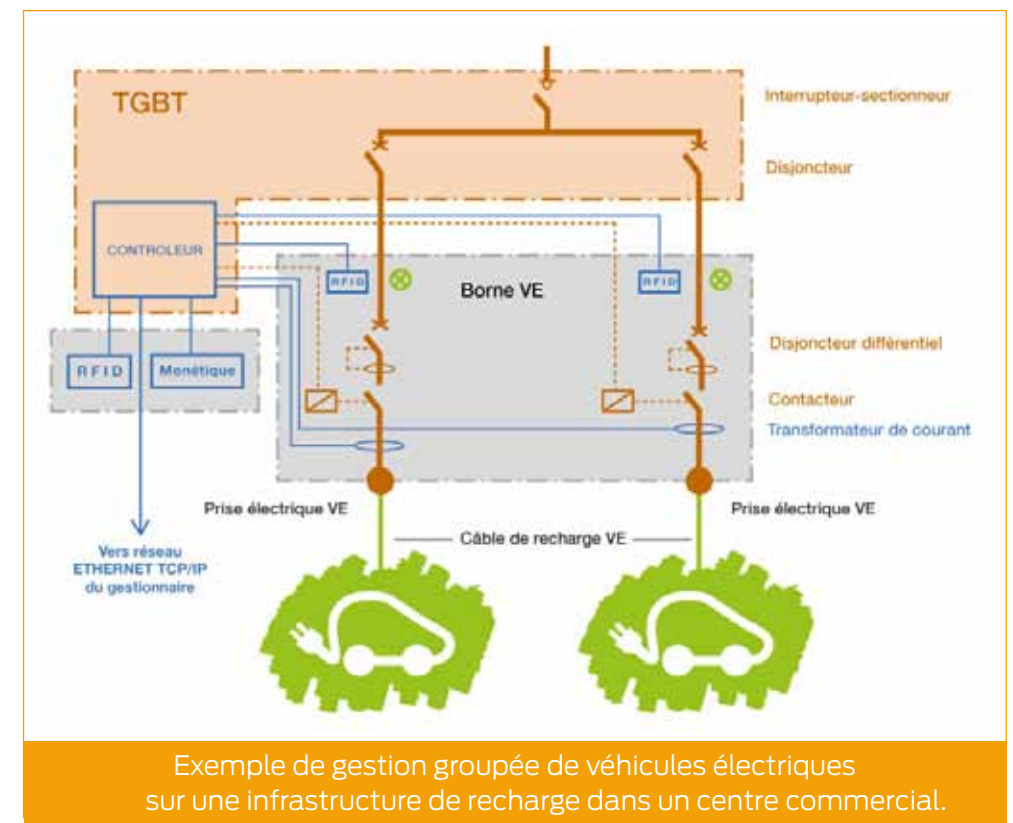 TGBT
Interrupteur-sectionneur
Disjoncteur
CONTROLEUR
RFID
Borne VE
RFID
Disjoncteur différentiel
RFID
Monétique
Contacteur
Transformateur de courant
Prise électrique VE
Prise électrique VE
Câble de recharge VE
Vers réseau
ETHERNET TCP/IP
du gestionnaire
Exemple de gestion groupée de véhicules électriques
sur une infrastructure de recharge dans un centre commercial.